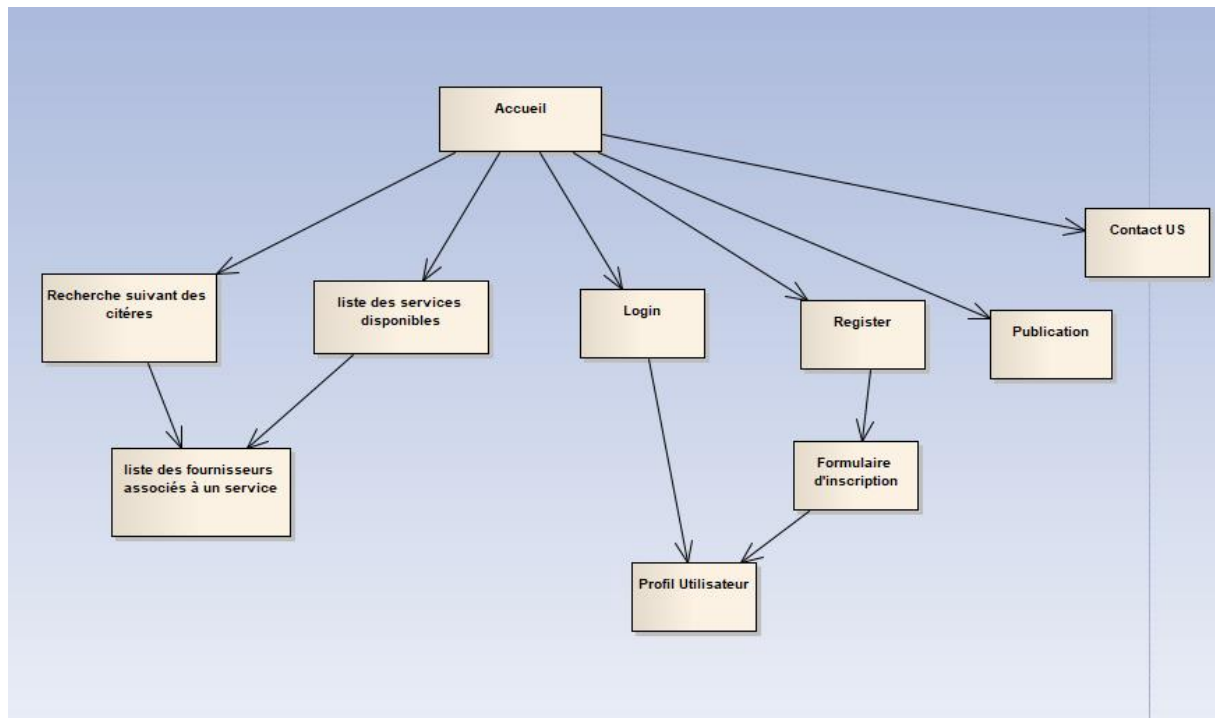 Accueil
Contact US
Recherche suivant des
citéres
liste des services
disponibles
Login
Register
Publication
liste des fournisseurs
associés à un service
Formulaire
d'inscription
Profil Utilisateur